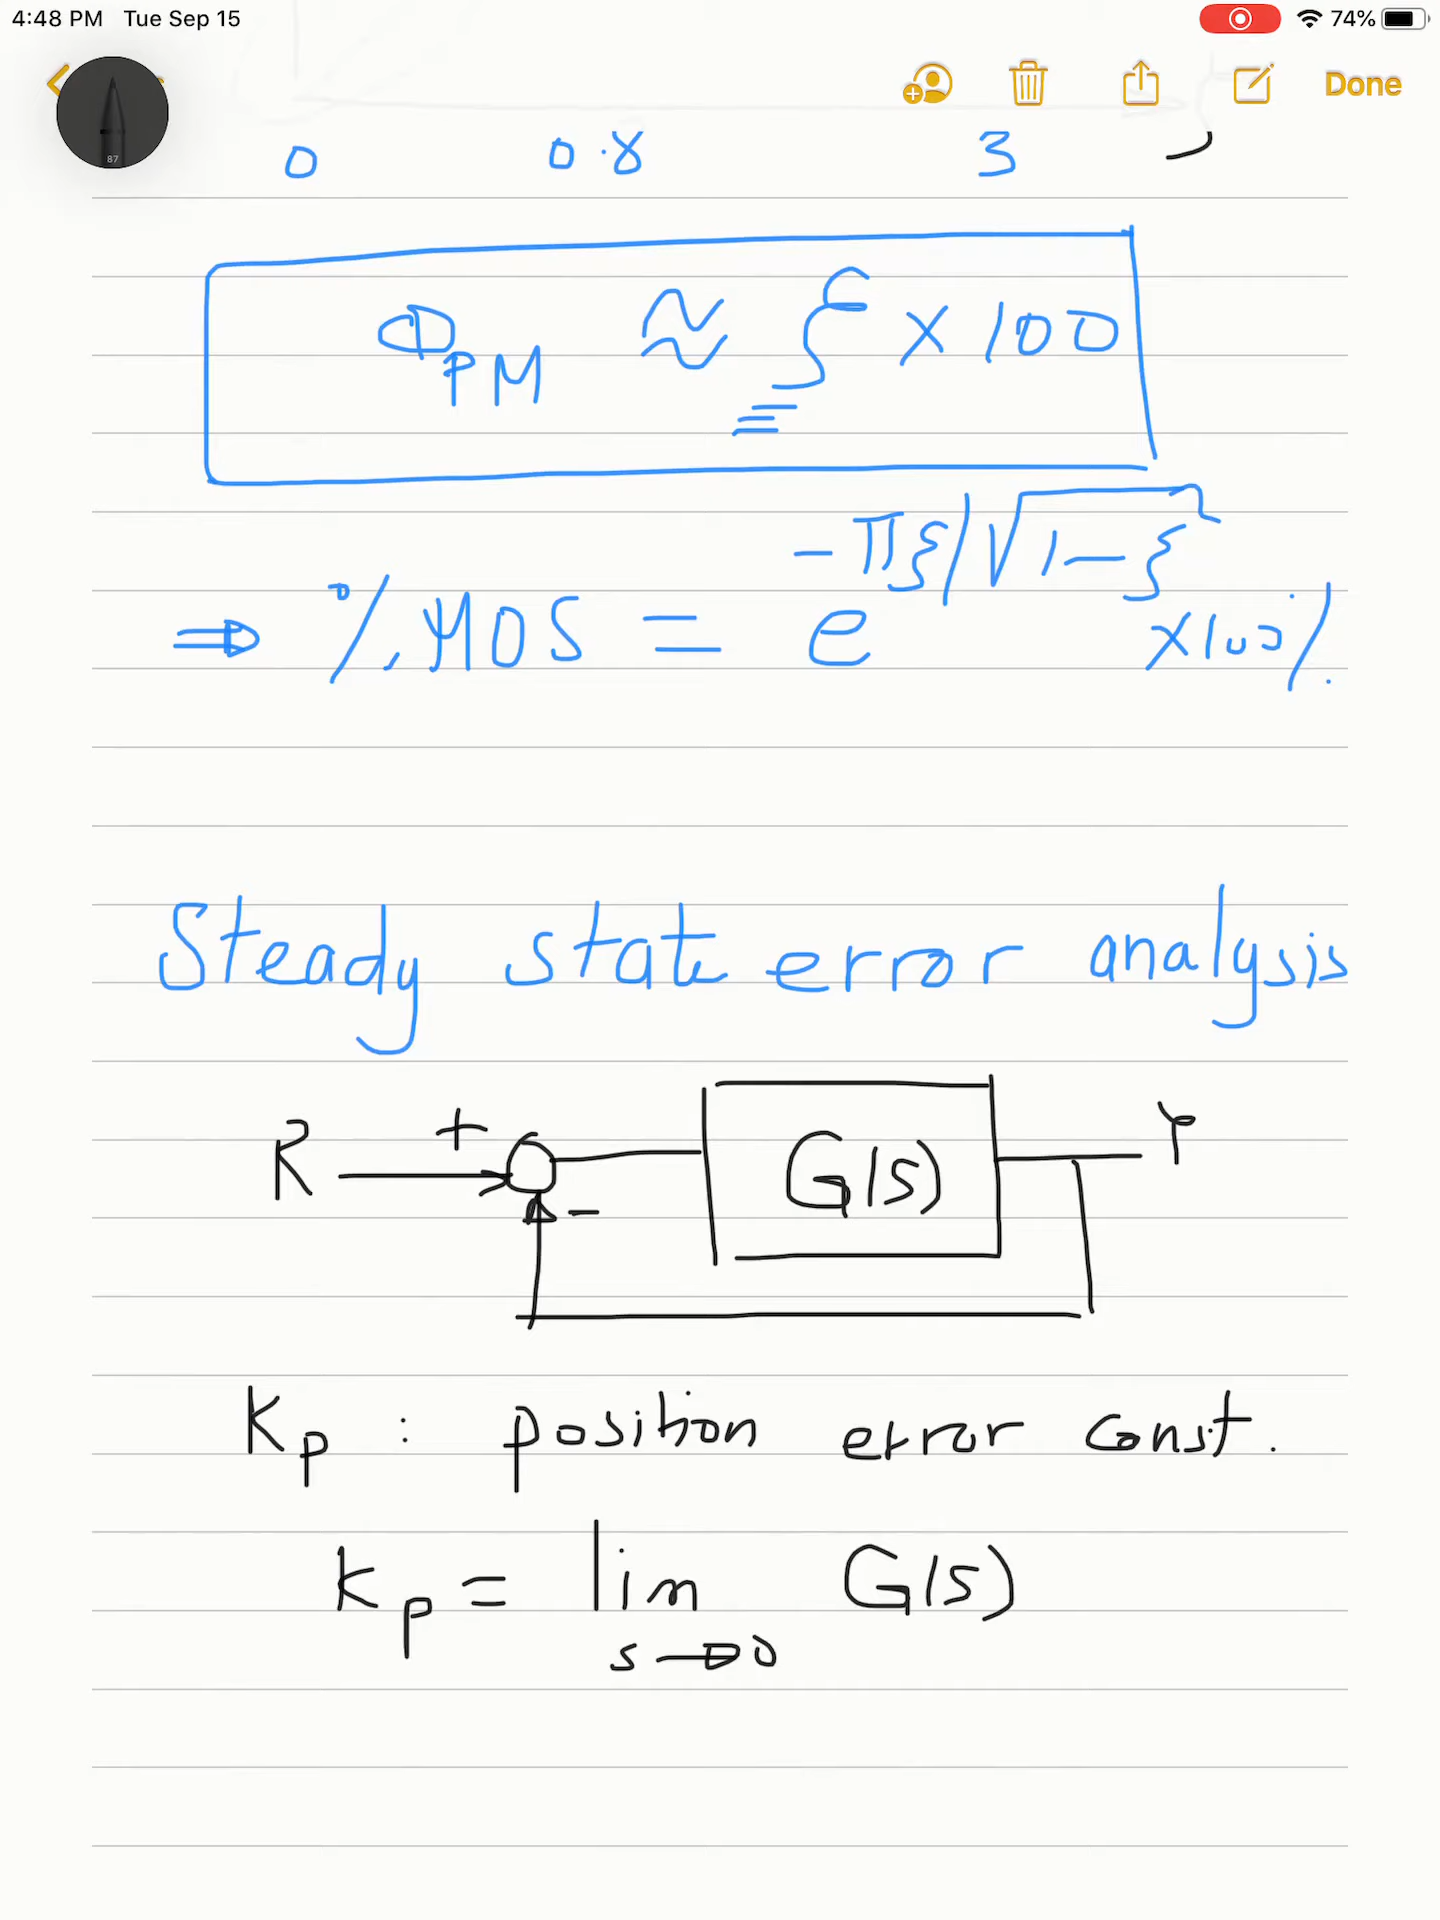 4:48 PM Tue Sep 15 74%
Done
87
0 0.8 3
Φ_PM ≈ ξ × 100
⇒ % MOS = e^(-πξ/√(1-ξ²)) ×100%
Steady state error analysis
R + G(s) Y
-
Kp : position error const.
Kp = lim G(s)
s→0